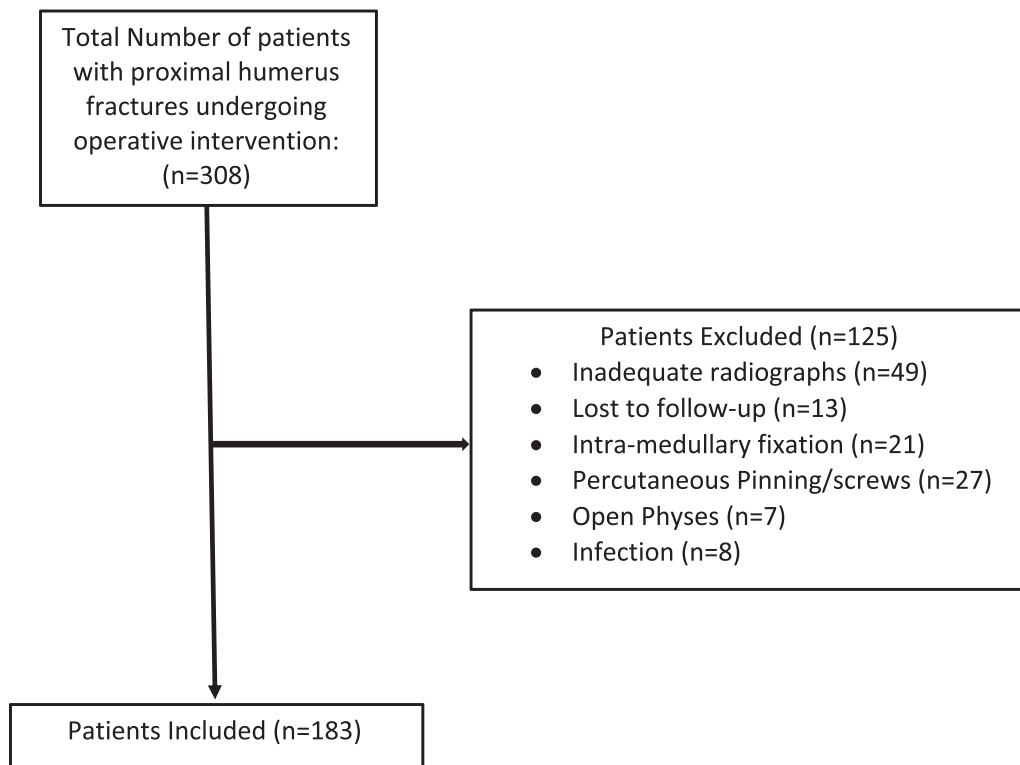 Total Number of patients
with proximal humerus
fractures undergoing
operative intervention:
(n=308)
Patients Excluded (n=125)
• Inadequate radiographs (n=49)
• Lost to follow-up (n=13)
• Intra-medullary fixation (n=21)
• Percutaneous Pinning/screws (n=27)
• Open Physes (n=7)
• Infection (n=8)
Patients Included (n=183)